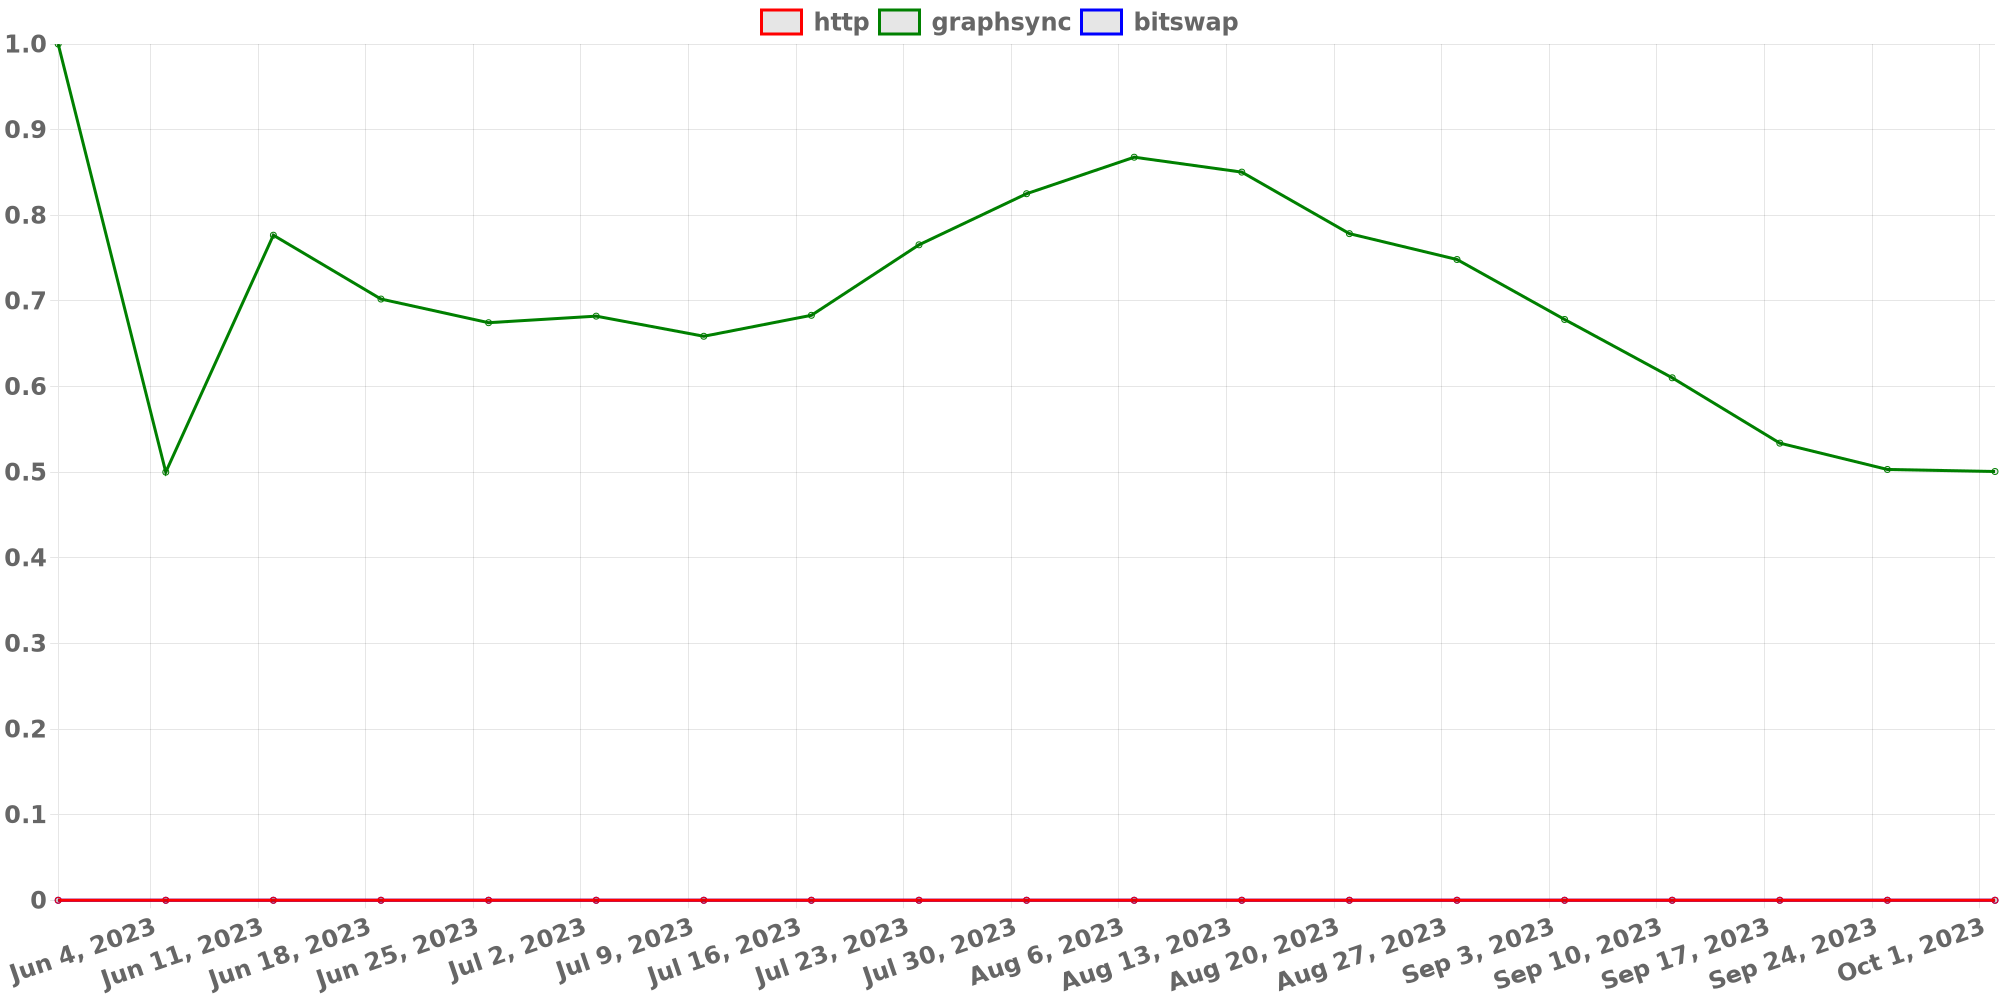 http graphsync bitswap
1.0
0.9
0.8
0.7
0.6
0.5
0.4
0.3
0.2
0.1
0
Jun 4, 2023
Jun 11, 2023
Jun 18, 2023
Jun 25, 2023
Jul 2, 2023
Jul 9, 2023
Jul 16, 2023
Jul 23, 2023
Jul 30, 2023
Aug 6, 2023
Aug 13, 2023
Aug 20, 2023
Aug 27, 2023
Sep 3, 2023
Sep 10, 2023
Sep 17, 2023
Sep 24, 2023
Oct 1, 2023